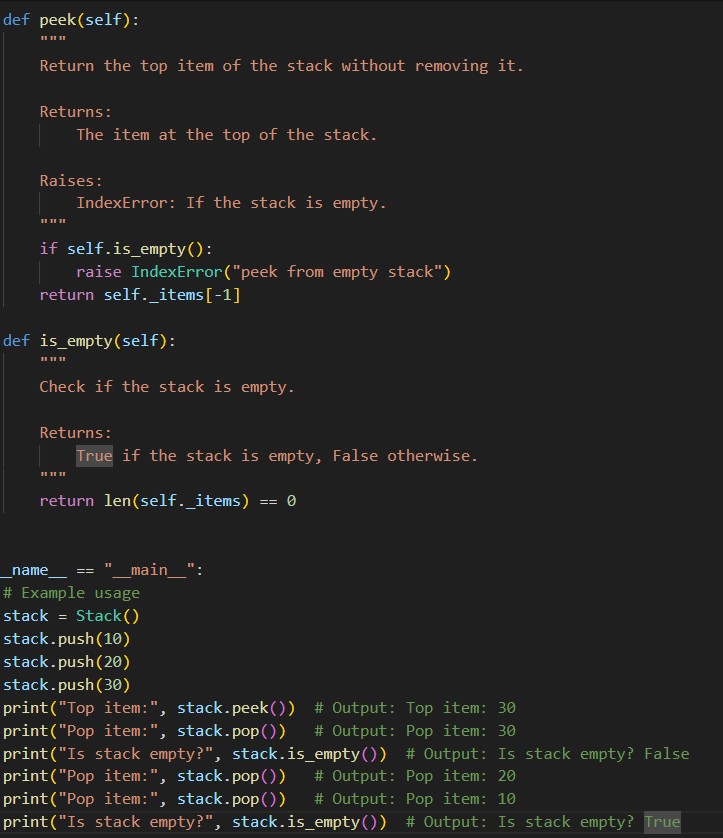 def peek(self):
    """
    Return the top item of the stack without removing it.

    Returns:
        The item at the top of the stack.

    Raises:
        IndexError: If the stack is empty.
    """
    if self.is_empty():
        raise IndexError("peek from empty stack")
    return self._items[-1]

def is_empty(self):
    """
    Check if the stack is empty.

    Returns:
        True if the stack is empty, False otherwise.
    """
    return len(self._items) == 0

_name__ == "__main__":
# Example usage
stack = Stack()
stack.push(10)
stack.push(20)
stack.push(30)
print("Top item:", stack.peek())  # Output: Top item: 30
print("Pop item:", stack.pop())   # Output: Pop item: 30
print("Is stack empty?", stack.is_empty())  # Output: Is stack empty? False
print("Pop item:", stack.pop())   # Output: Pop item: 20
print("Pop item:", stack.pop())   # Output: Pop item: 10
print("Is stack empty?", stack.is_empty())  # Output: Is stack empty? True